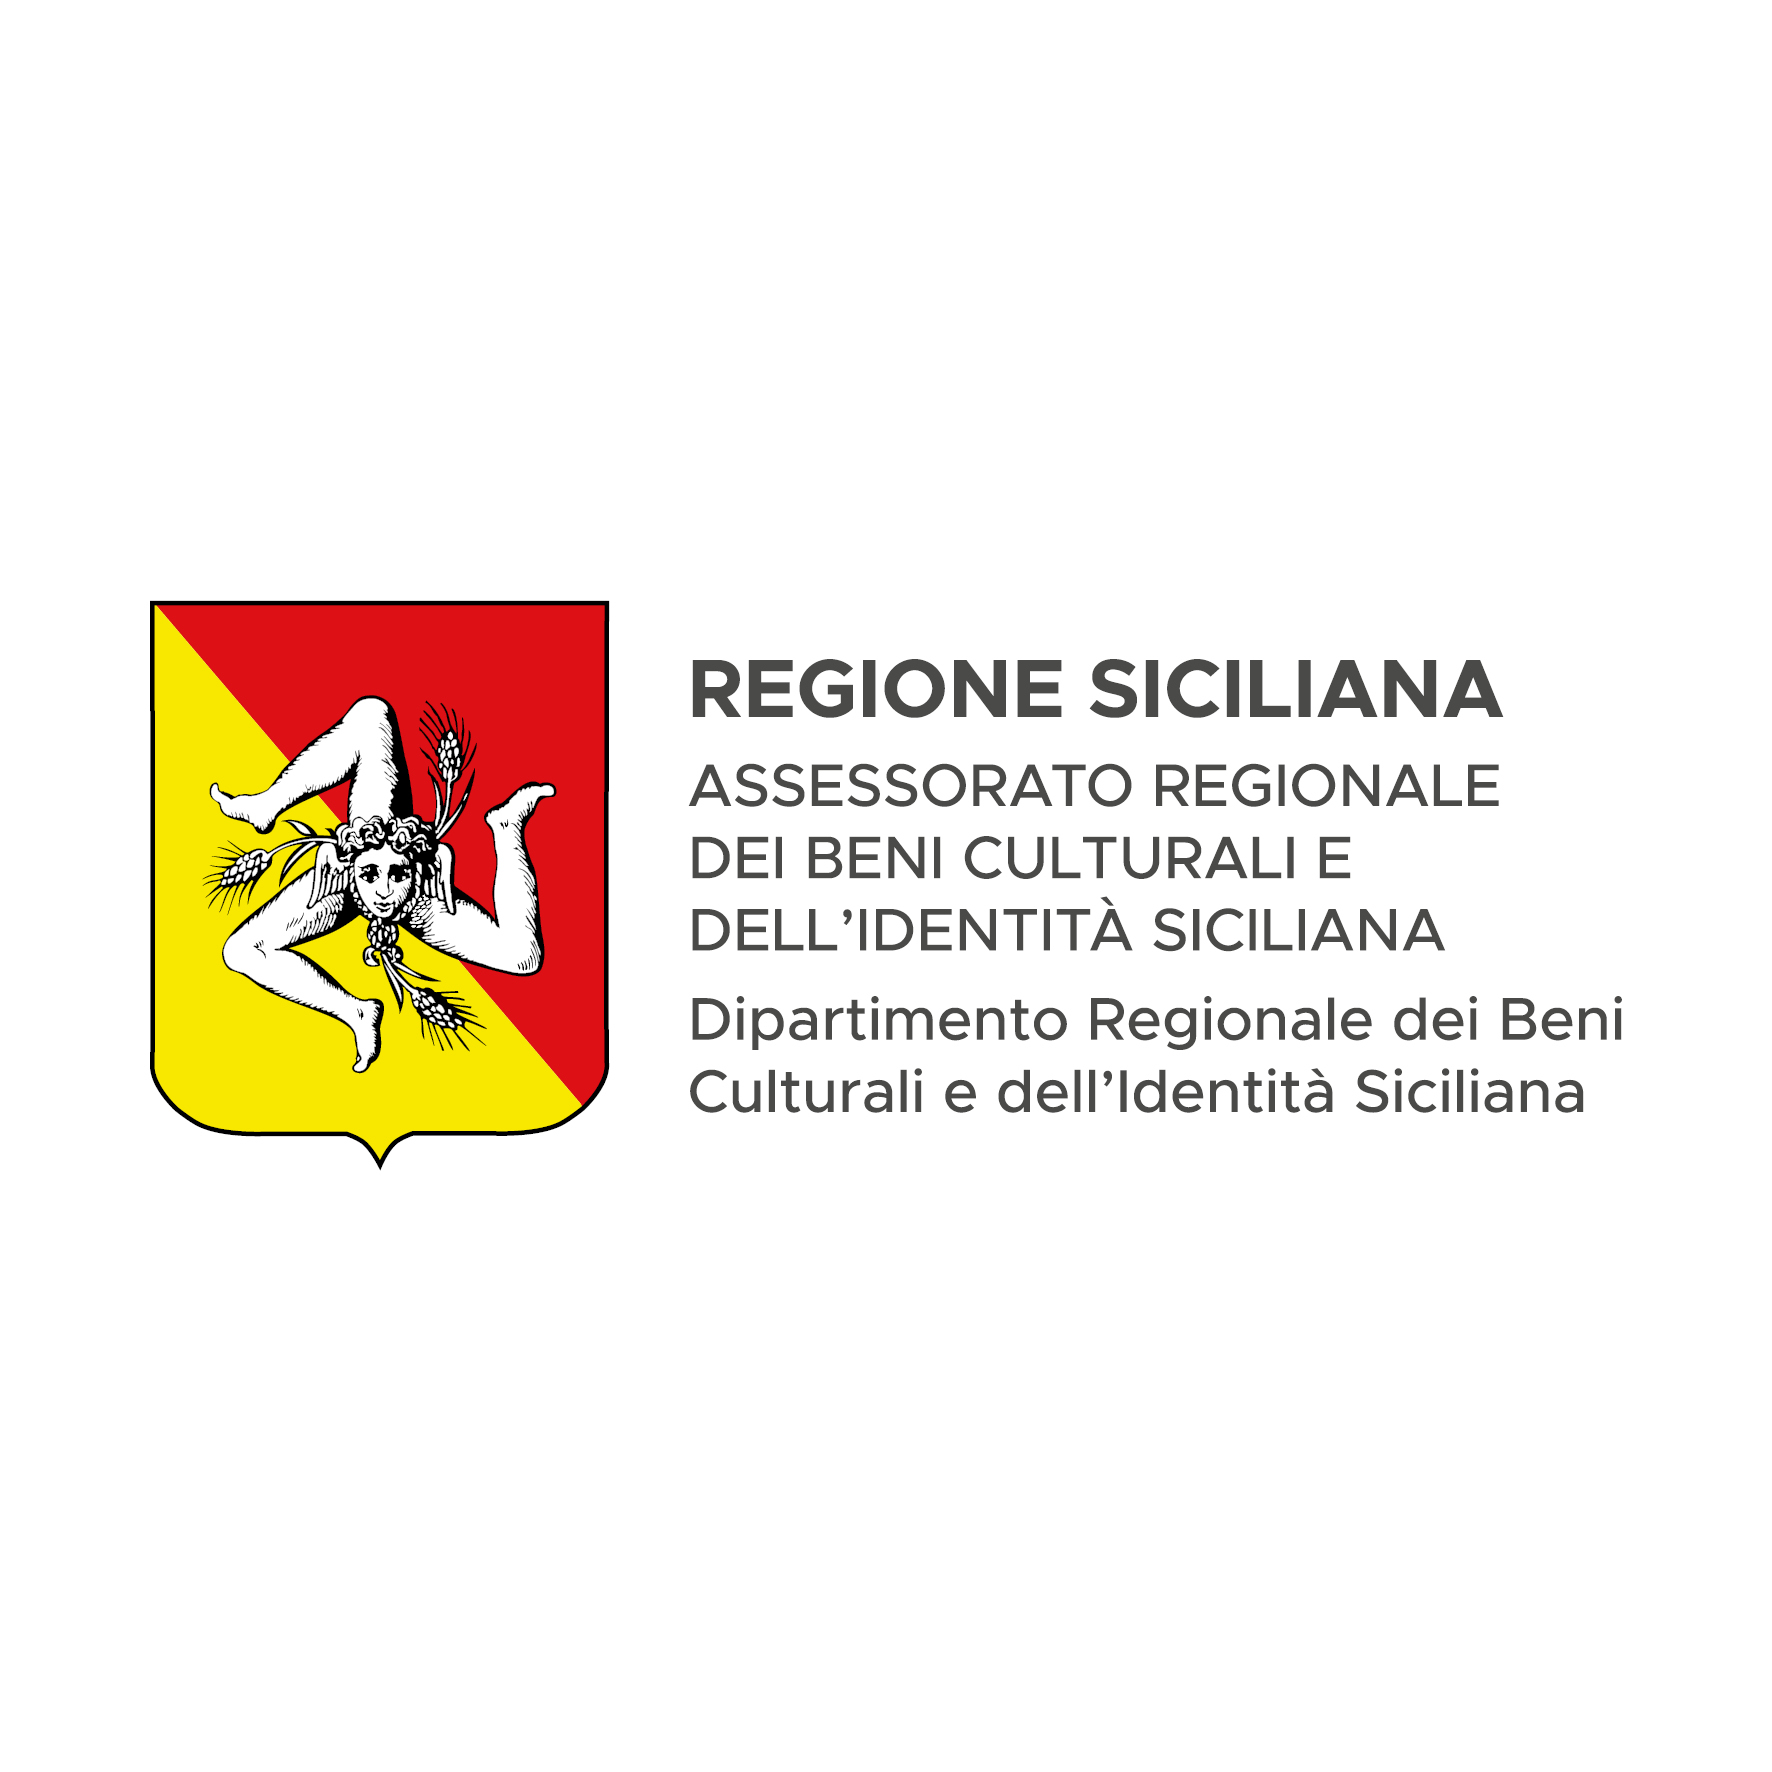 REGIONE SICILIANA
ASSESSORATO REGIONALE
DEI BENI CULTURALI E
DELL’IDENTITÀ SICILIANA
Dipartimento Regionale dei Beni
Culturali e dell’Identità Siciliana